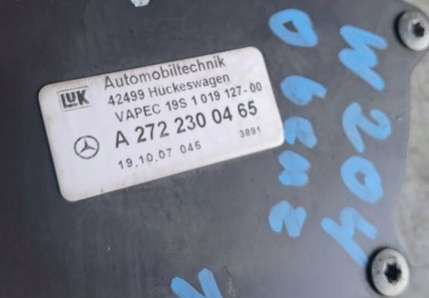 LUK Automobiltechnik
42499 Hückeswagen
VAPEC 19S 1 019 127-00
A 272 230 04 65
19.10.07 046 3891
W204